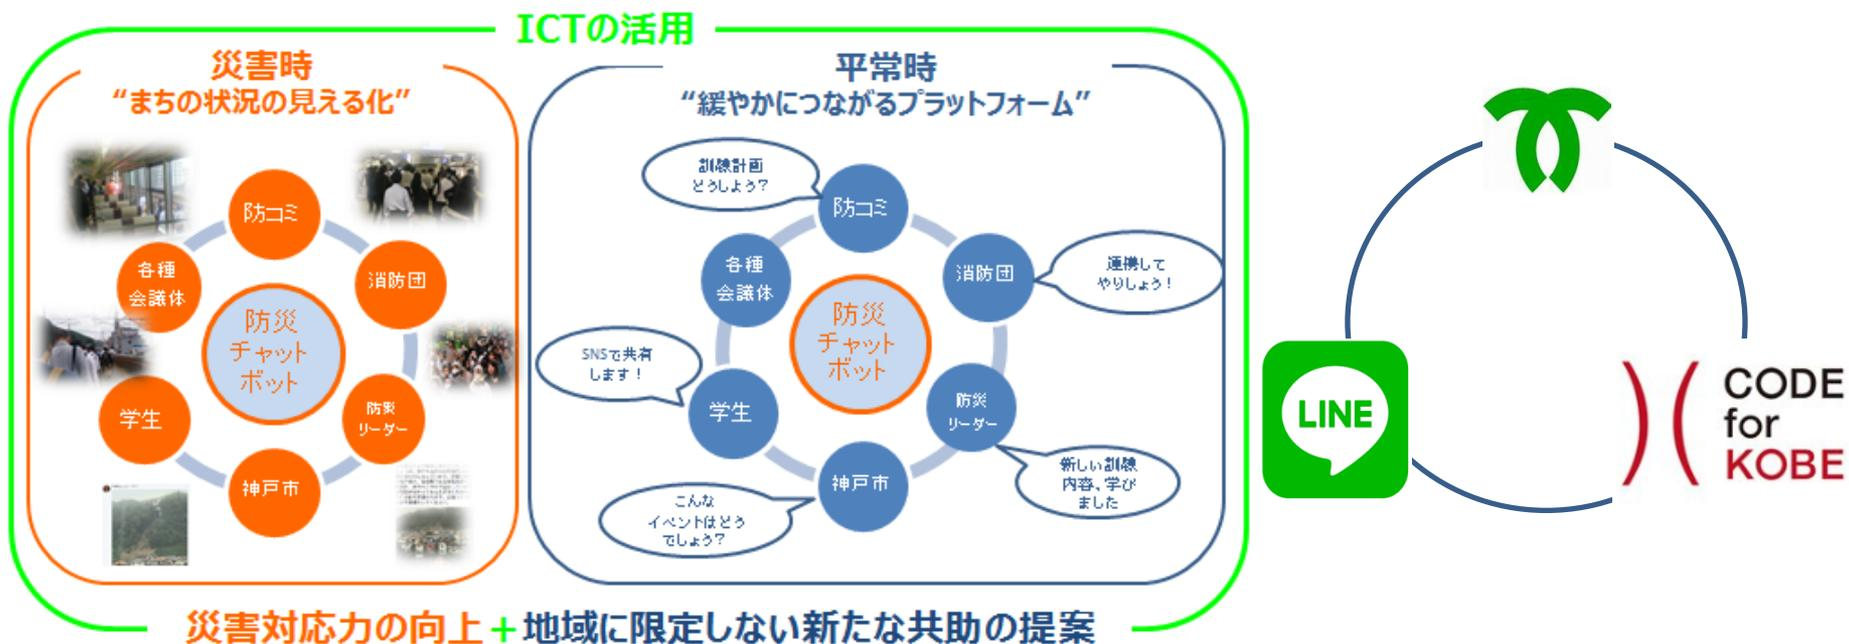 ICTの活用
災害時
“まちの状況の見える化”
防コミ
各種
会議体
消防団
防災
チャット
ボット
学生
防災
リーダー
神戸市
平常時
“緩やかにつながるプラットフォーム”
訓練計画
どうしよう?
防コミ
各種
会議体
消防団
連携して
やりしょう!
防災
チャット
ボット
SNSで共有
します!
学生
防災
リーダー
新しい訓練
内容、学び
ました
神戸市
こんな
イベントはどう
でしょう?
災害対応力の向上+地域に限定しない新たな共助の提案
LINE
CODE
for
KOBE